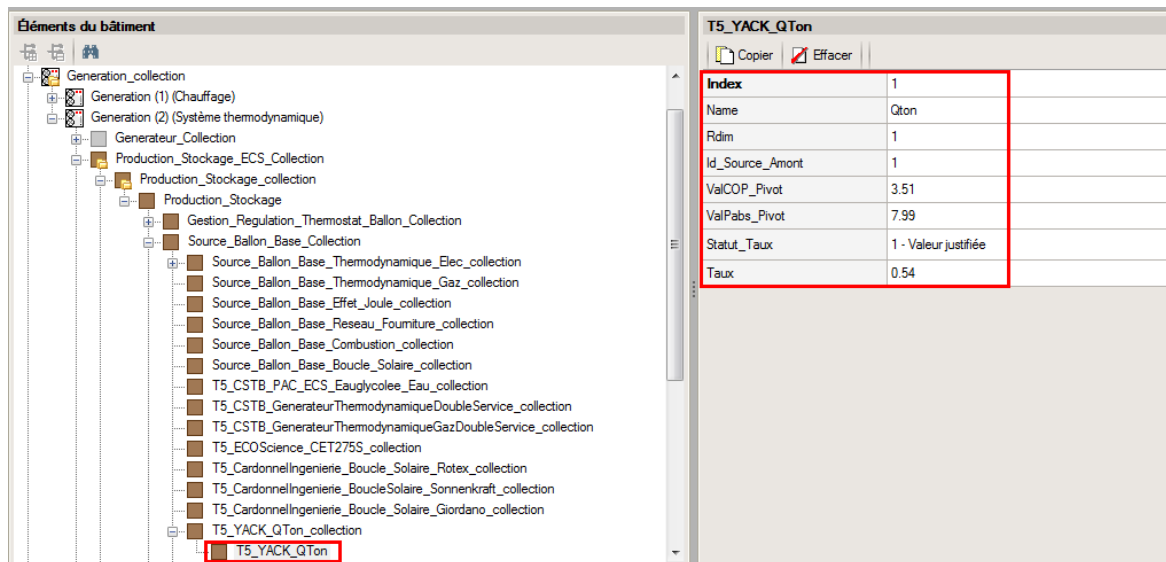 Éléments du bâtiment
Generation_collection
Generation (1) (Chauffage)
Generation (2) (Système thermodynamique)
Generateur_Collection
Production_Stockage_ECS_Collection
Production_Stockage_collection
Production_Stockage
Gestion_Regulation_Thermostat_Ballon_Collection
Source_Ballon_Base_Collection
Source_Ballon_Base_Thermodynamique_Elec_collection
Source_Ballon_Base_Thermodynamique_Gaz_collection
Source_Ballon_Base_Effet_Joule_collection
Source_Ballon_Base_Reseau_Fourniture_collection
Source_Ballon_Base_Combustion_collection
Source_Ballon_Base_Boucle_Solaire_collection
T5_CSTB_PAC_ECS_Eauglycolee_Eau_collection
T5_CSTB_GenerateurThermodynamiqueDoubleService_collection
T5_CSTB_GenerateurThermodynamiqueGazDoubleService_collection
T5_ECOScience_CET275S_collection
T5_CardonnelIngenierie_Boucle_Solaire_Rotex_collection
T5_CardonnelIngenierie_BoucleSolaire_Sonnenkraft_collection
T5_CardonnelIngenierie_Boucle_Solaire_Giordano_collection
T5_YACK_QTon_collection
T5_YACK_QTon
T5_YACK_QTon
Copier Effacer
Index 1
Name Qton
Rdim 1
Id_Source_Amont 1
ValCOP_Pivot 3.51
ValPabs_Pivot 7.99
Statut_Taux 1 - Valeur justifiée
Taux 0.54